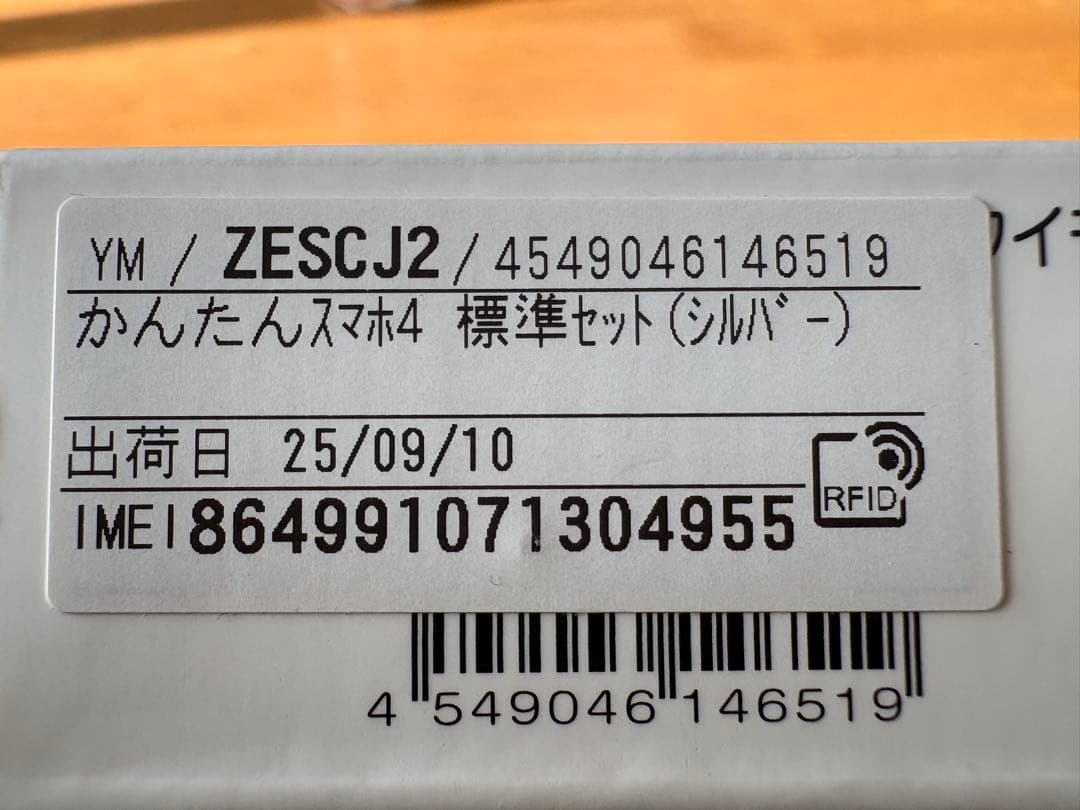 YM / ZESCJ2 / 4549046146519
かんたんスマホ4 標準セット(シルバー)
出荷日 25/09/10
RFID
IMEI 864991071304955
4 549046 146519